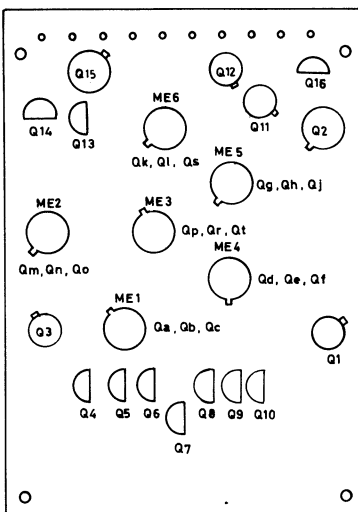 Q15
Q12
Q16
ME6
Q14
Q13
Q11
Q2
Qk, Ql, Qs
ME5
Qg, Qh, Qj
ME2
ME3
Qp, Qr, Qt
ME4
Qm, Qn, Qo
Qd, Qe, Qf
ME1
Q3
Qa, Qb, Qc
Q1
Q4
Q5
Q6
Q8
Q9
Q10
Q7